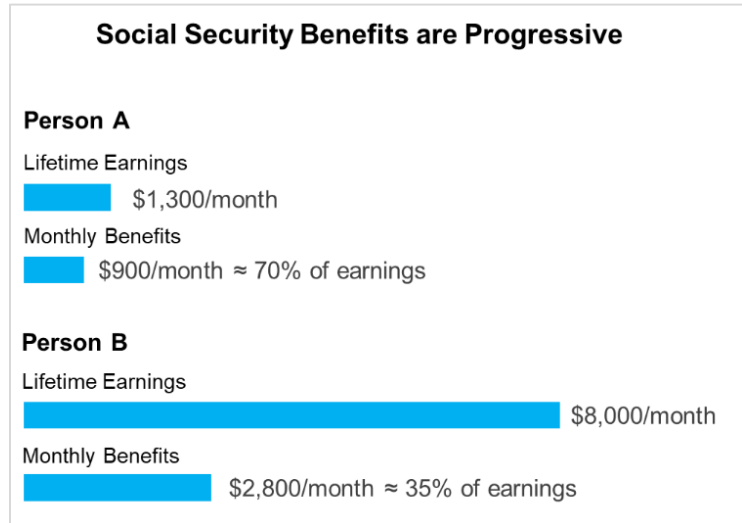 Social Security Benefits are Progressive
Person A
Lifetime Earnings
$1,300/month
Monthly Benefits
$900/month ≈ 70% of earnings
Person B
Lifetime Earnings
$8,000/month
Monthly Benefits
$2,800/month ≈ 35% of earnings